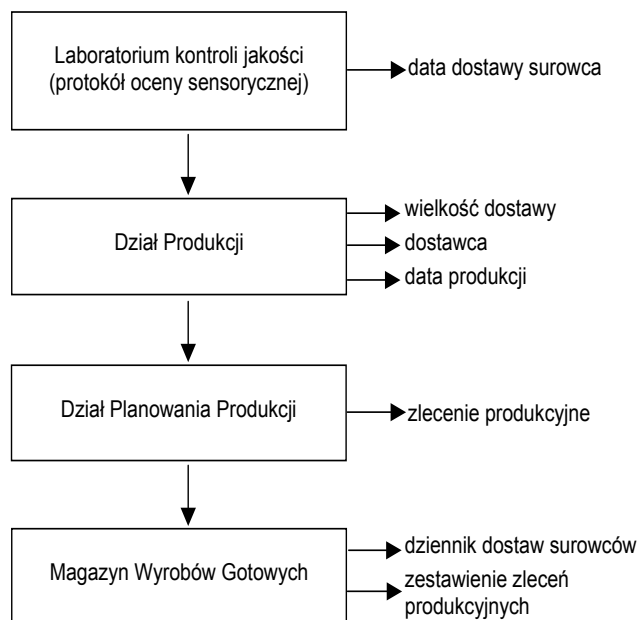 Laboratorium kontroli jakości
(protokół oceny sensorycznej)
data dostawy surowca
Dział Produkcji
wielkość dostawy
dostawca
data produkcji
Dział Planowania Produkcji
zlecenie produkcyjne
Magazyn Wyrobów Gotowych
dziennik dostaw surowców
zestawienie zleceń
produkcyjnych